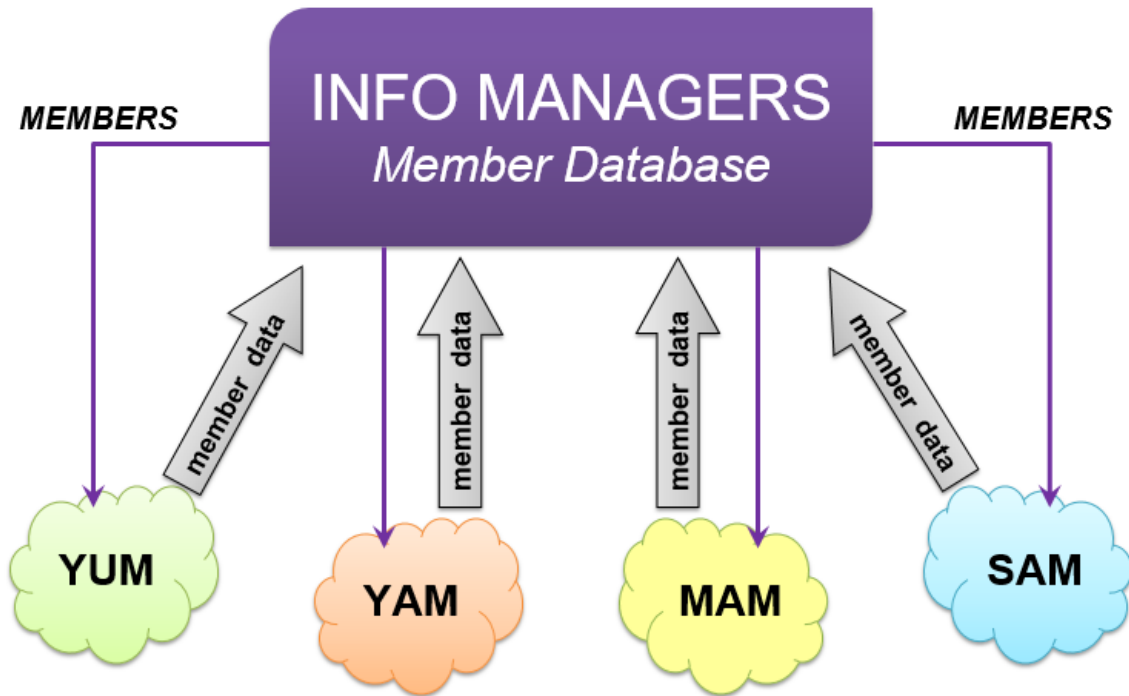 INFO MANAGERS
Member Database
MEMBERS
MEMBERS
member data
member data
member data
member data
YUM
YAM
MAM
SAM